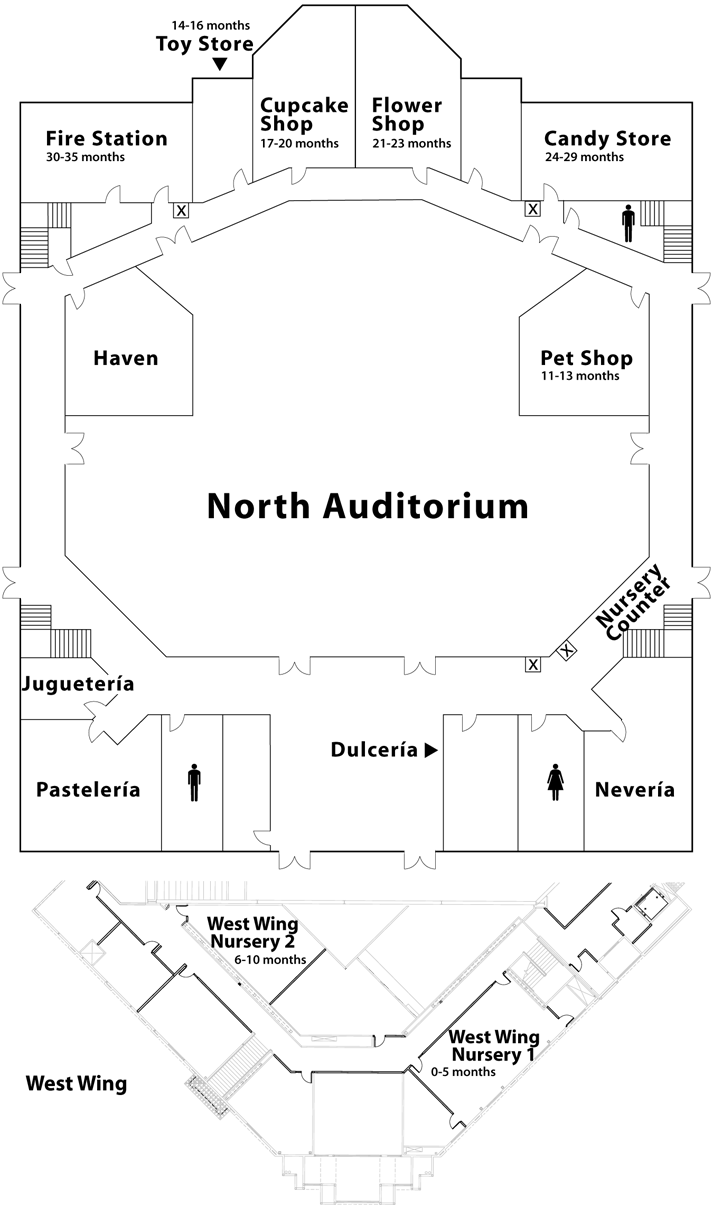 14-16 months
Toy Store
Cupcake
Shop
17-20 months
Flower
Shop
21-23 months
Fire Station
30-35 months
Candy Store
24-29 months
X
X
Haven
Pet Shop
11-13 months
North Auditorium
Nursery
Counter
X
X
Juguetería
Dulcería
Pastelería
Nevería
West Wing
Nursery 2
6-10 months
West Wing
Nursery 1
0-5 months
West Wing